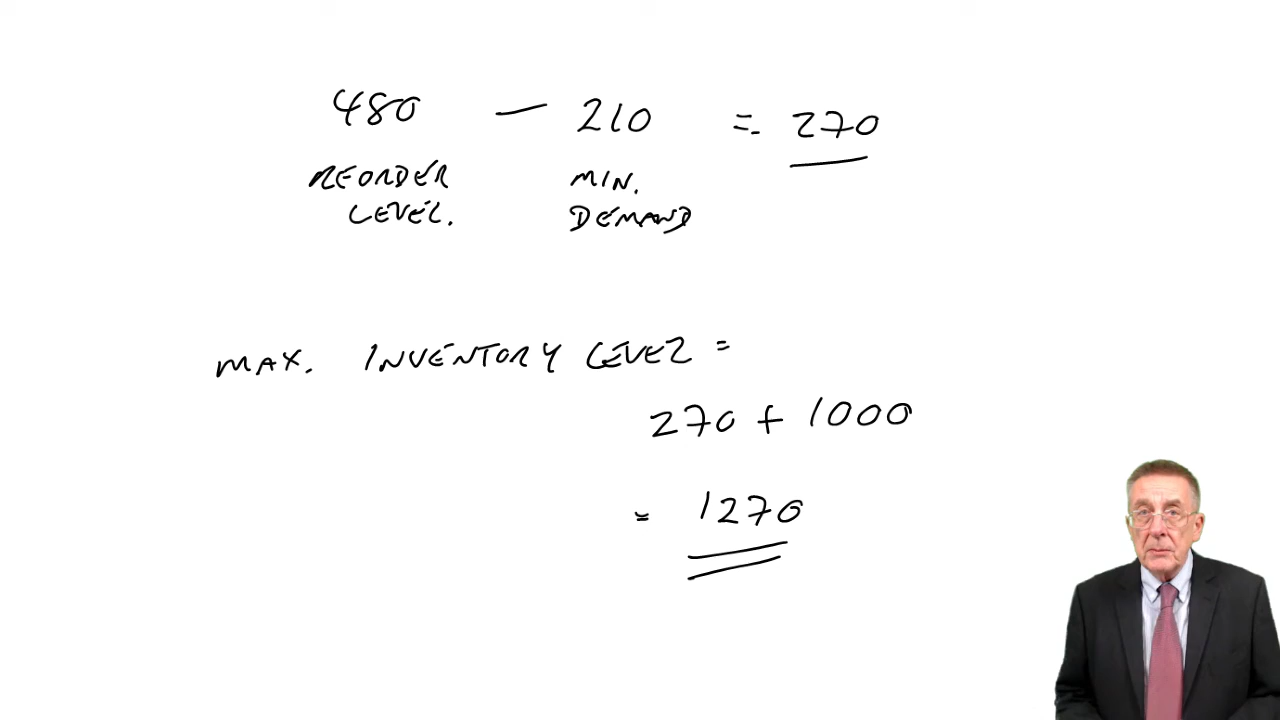 480 — 210 = 270
REORDER MIN.
LEVEL. DEMAND
MAX. INVENTORY LEVEL =
270 + 1000
= 1270